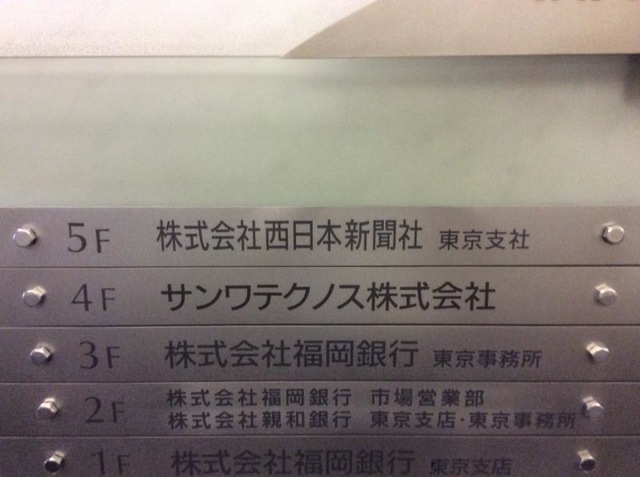 5F 株式会社西日本新聞社 東京支社
4F サンワテクノス株式会社
3F 株式会社福岡銀行 東京事務所
2F 株式会社福岡銀行 市場営業部
株式会社親和銀行 東京支店・東京事務所
1F 株式会社福岡銀行 東京支店